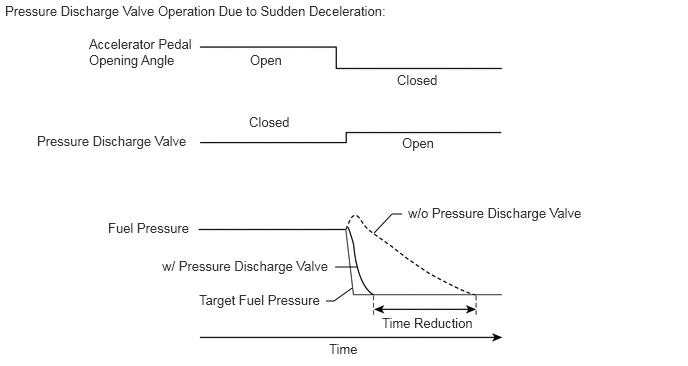 Pressure Discharge Valve Operation Due to Sudden Deceleration:
Accelerator Pedal
Opening Angle
Open
Closed
Closed
Pressure Discharge Valve
Open
w/o Pressure Discharge Valve
Fuel Pressure
w/ Pressure Discharge Valve
Target Fuel Pressure
Time Reduction
Time